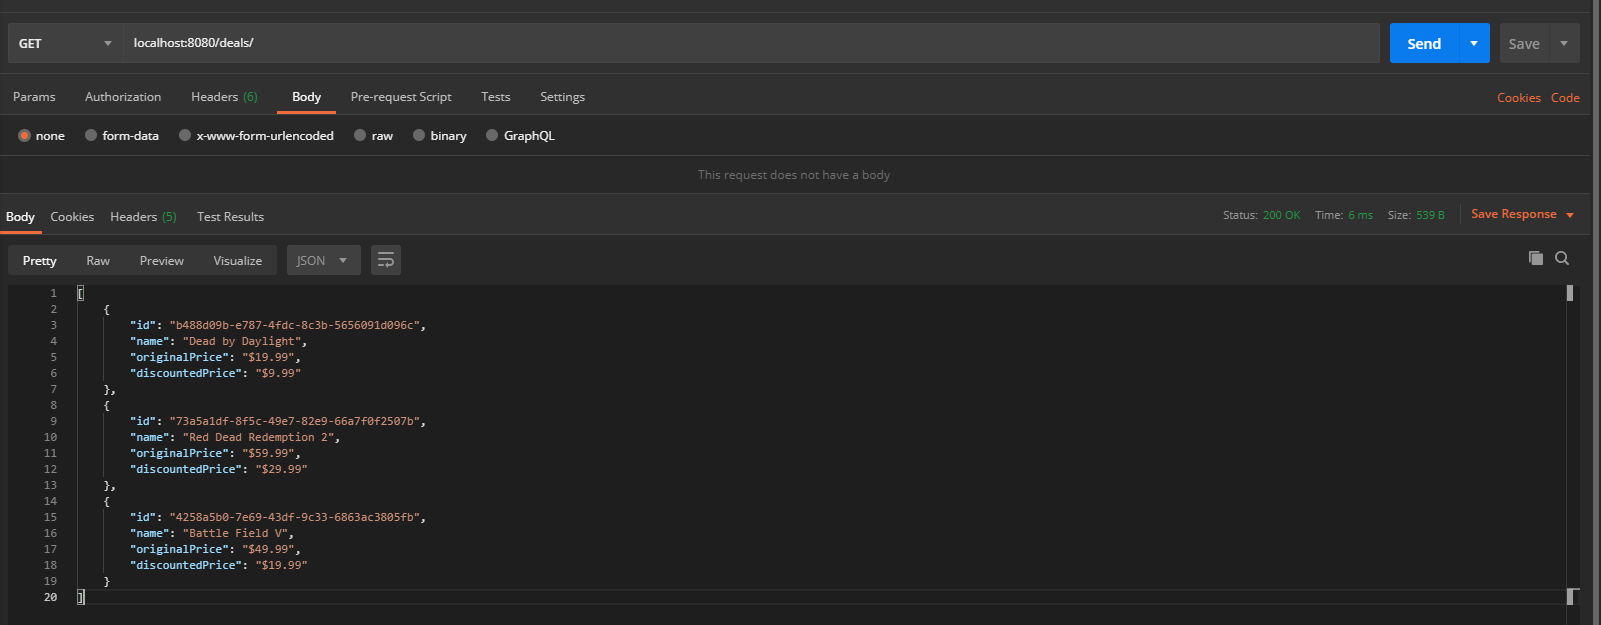 GET localhost:8080/deals/ Send Save
Params Authorization Headers (6) Body Pre-request Script Tests Settings Cookies Code
none form-data x-www-form-urlencoded raw binary GraphQL
This request does not have a body
Body Cookies Headers (5) Test Results Status: 200 OK Time: 6 ms Size: 539 B Save Response
Pretty Raw Preview Visualize JSON
1 [
2 {
3 "id": "b488d09b-e787-4fdc-8c3b-5656091d096c",
4 "name": "Dead by Daylight",
5 "originalPrice": "$19.99",
6 "discountedPrice": "$9.99"
7 },
8 {
9 "id": "73a5a1df-8f5c-49e7-82e9-66a7f0f2507b",
10 "name": "Red Dead Redemption 2",
11 "originalPrice": "$59.99",
12 "discountedPrice": "$29.99"
13 },
14 {
15 "id": "4258a5b0-7e69-43df-9c33-6863ac3805fb",
16 "name": "Battle Field V",
17 "originalPrice": "$49.99",
18 "discountedPrice": "$19.99"
19 }
20 ]